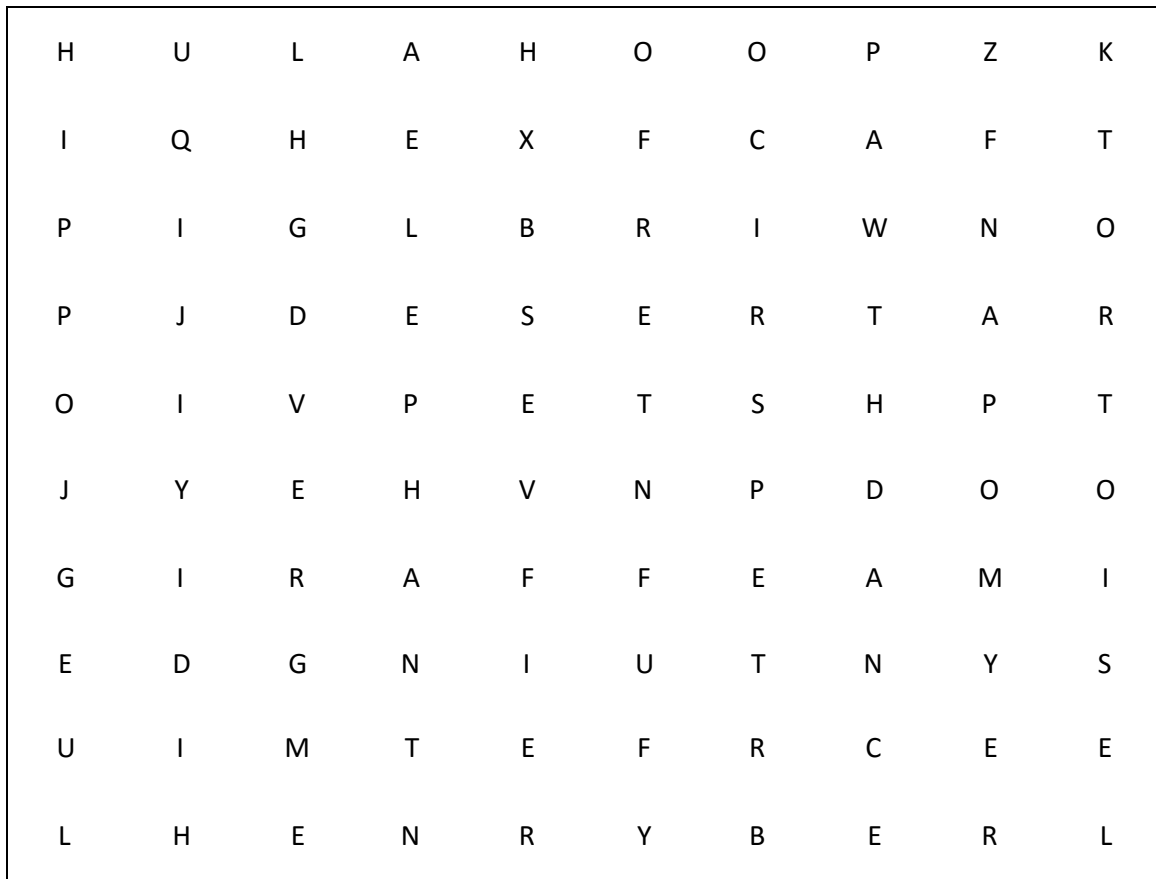 H U L A H O O P Z K
I Q H E X F C A F T
P I G L B R I W N O
P J D E S E R T A R
O I V P E T S H P T
J Y E H V N P D O O
G I R A F F E A M I
E D G N I U T N Y S
U I M T E F R C E E
L H E N R Y B E R L